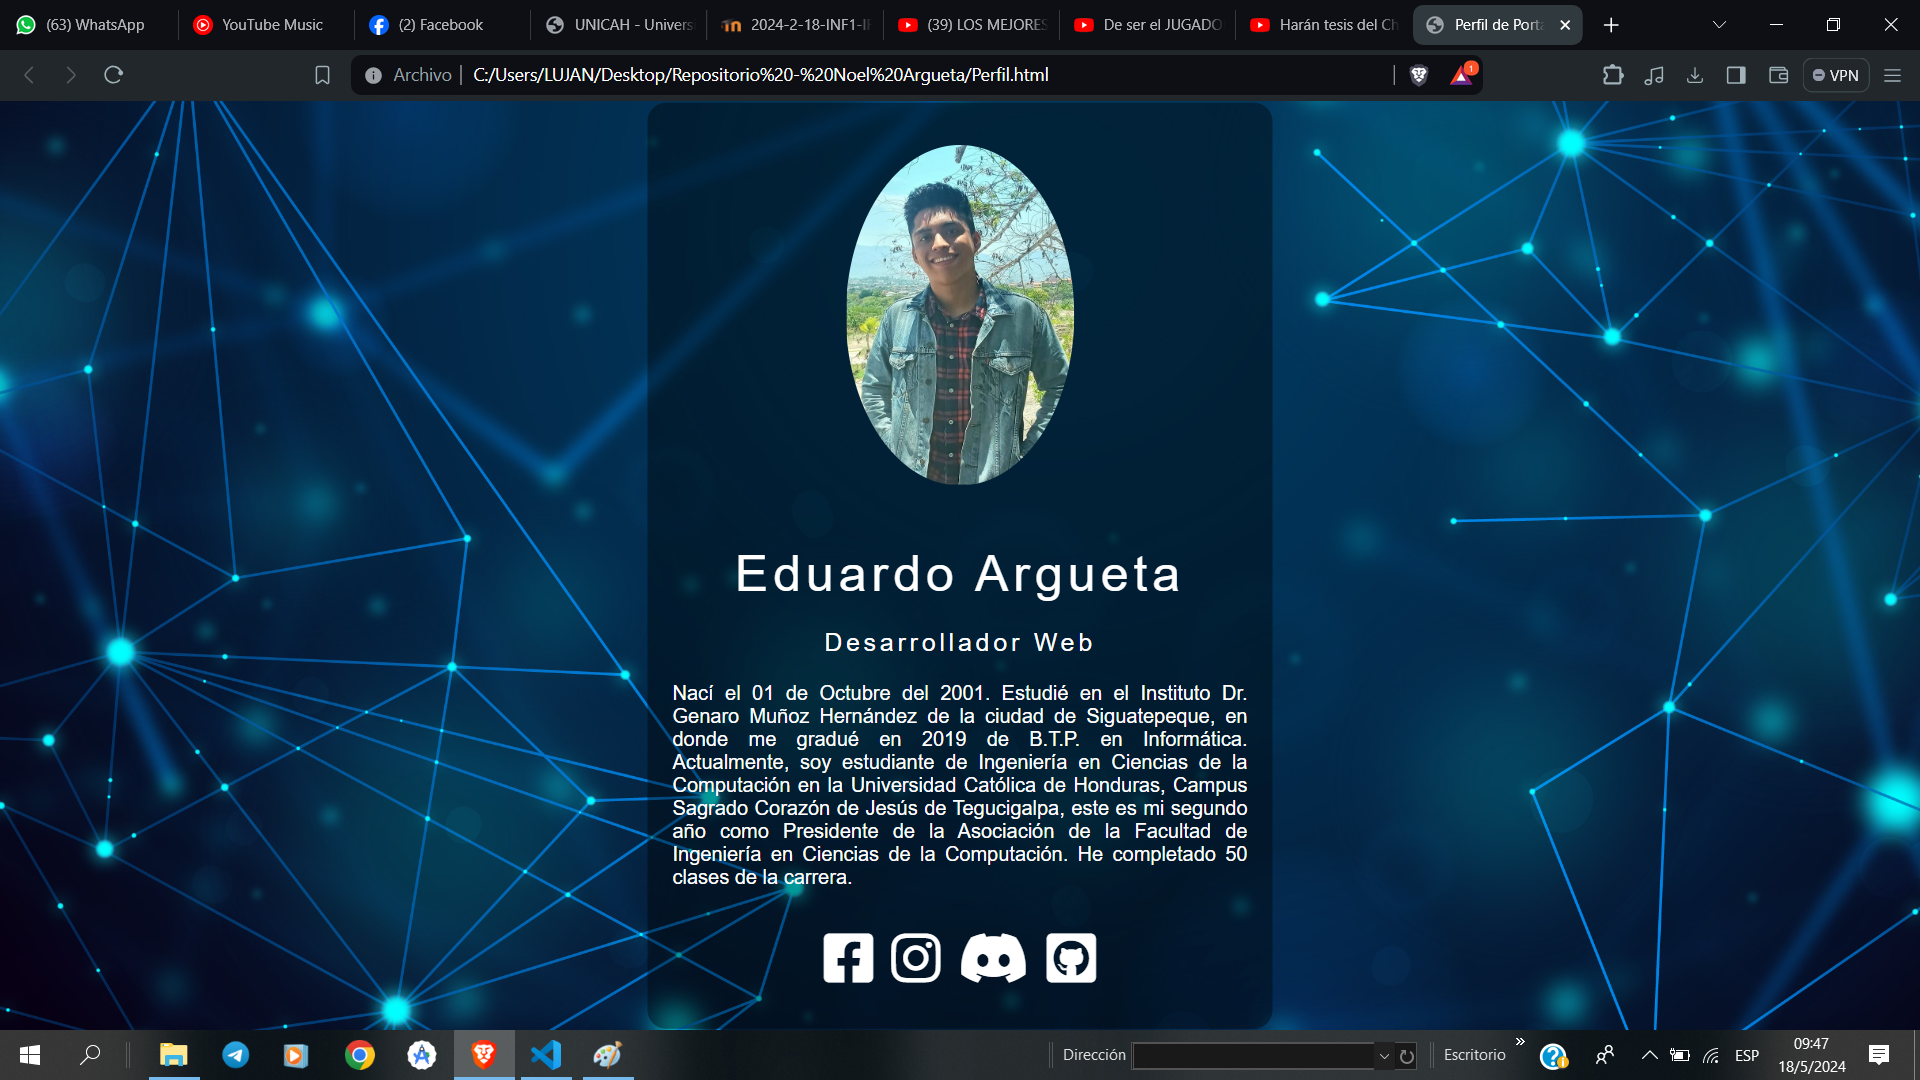 (63) WhatsApp
YouTube Music
(2) Facebook
UNICAH - Univers
2024-2-18-INF1-IF
(39) LOS MEJORES
De ser el JUGADO
Harán tesis del Ch
Perfil de Porta
Archivo
C:/Users/LUJAN/Desktop/Repositorio%20-%20Noel%20Argueta/Perfil.html
1
VPN
Eduardo Argueta
Desarrollador Web
Nací el 01 de Octubre del 2001. Estudié en el Instituto Dr.
Genaro Muñoz Hernández de la ciudad de Siguatepeque, en
donde me gradué en 2019 de B.T.P. en Informática.
Actualmente, soy estudiante de Ingeniería en Ciencias de la
Computación en la Universidad Católica de Honduras, Campus
Sagrado Corazón de Jesús de Tegucigalpa, este es mi segundo
año como Presidente de la Asociación de la Facultad de
Ingeniería en Ciencias de la Computación. He completado 50
clases de la carrera.
Dirección
Escritorio
ESP
09:47
18/5/2024